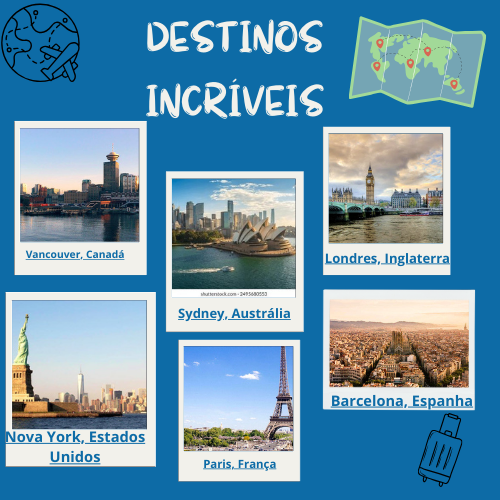 DESTINOS
INCRÍVEIS
Vancouver, Canadá
shutterstock.com · 2495680553
Sydney, Austrália
Londres, Inglaterra
Nova York, Estados
Unidos
Paris, França
Barcelona, Espanha